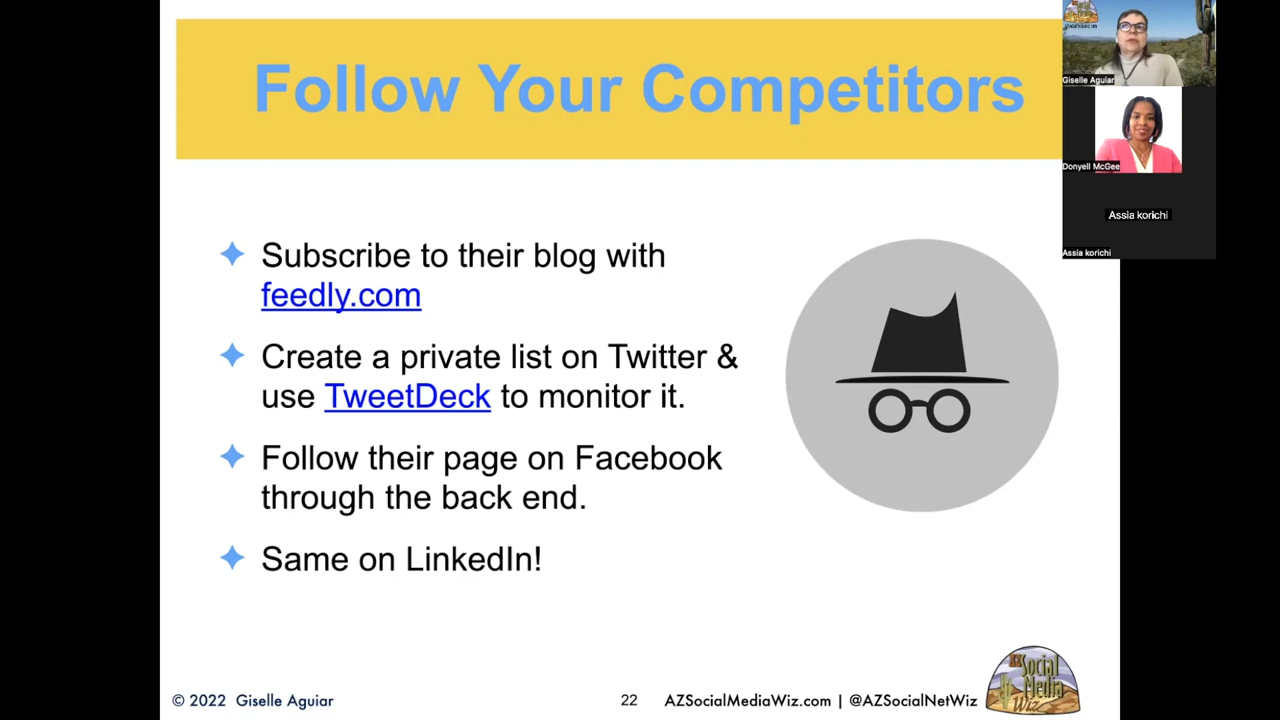 Follow Your Competitors
Giselle Aguiar
Donyell McGee
Assia korichi
Assia korichi
Subscribe to their blog with
feedly.com
Create a private list on Twitter &
use TweetDeck to monitor it.
Follow their page on Facebook
through the back end.
Same on LinkedIn!
© 2022 Giselle Aguiar
22
AZSocialMediaWiz.com | @AZSocialNetWiz
AZ Social
Media
Wiz